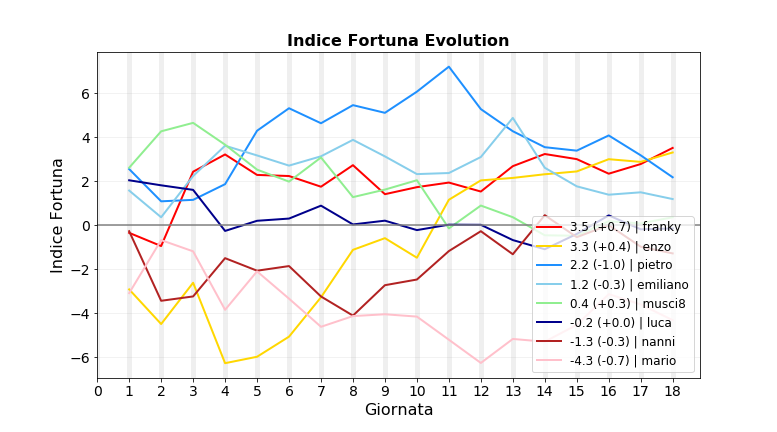 Indice Fortuna Evolution
Indice Fortuna
6
4
2
0
−2
−4
−6
3.5 (+0.7) | franky
3.3 (+0.4) | enzo
2.2 (-1.0) | pietro
1.2 (-0.3) | emiliano
0.4 (+0.3) | musci8
-0.2 (+0.0) | luca
-1.3 (-0.3) | nanni
-4.3 (-0.7) | mario
0 1 2 3 4 5 6 7 8 9 10 11 12 13 14 15 16 17 18
Giornata